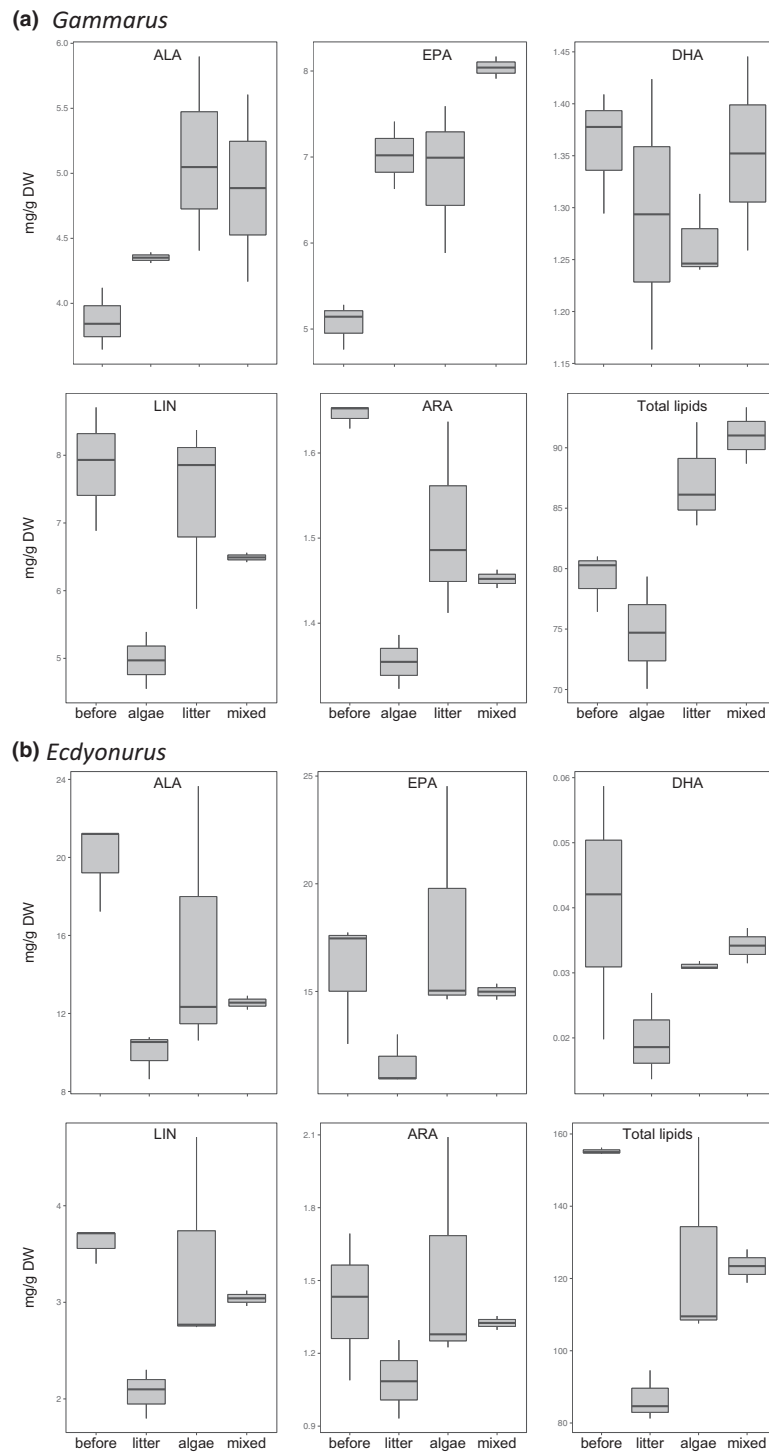 (a) Gammarus
ALA
EPA
DHA
mg/g DW
6.0
5.5
5.0
4.5
4.0
8
7
6
5
1.45
1.40
1.35
1.30
1.25
1.20
1.15
LIN
ARA
Total lipids
mg/g DW
8
7
6
5
1.6
1.5
1.4
90
85
80
75
70
before algae litter mixed
before algae litter mixed
before algae litter mixed
(b) Ecdyonurus
ALA
EPA
DHA
mg/g DW
24
20
16
12
8
25
20
15
0.06
0.05
0.04
0.03
0.02
LIN
ARA
Total lipids
mg/g DW
4
3
2
2.1
1.8
1.5
1.2
0.9
160
140
120
100
80
before litter algae mixed
before litter algae mixed
before litter algae mixed